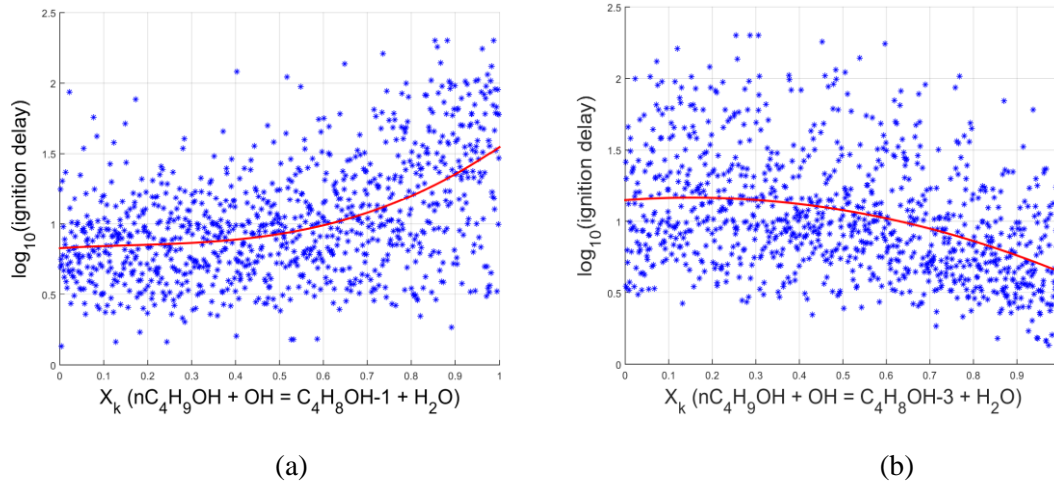 2.5
2
1.5
1
0.5
0
log10(ignition delay)
0 0.1 0.2 0.3 0.4 0.5 0.6 0.7 0.8 0.9 1
Xk (nC4H9OH + OH = C4H8OH-1 + H2O)
(a)
2.5
2
1.5
1
0.5
0
log10(ignition delay)
0 0.1 0.2 0.3 0.4 0.5 0.6 0.7 0.8 0.9
Xk (nC4H9OH + OH = C4H8OH-3 + H2O)
(b)